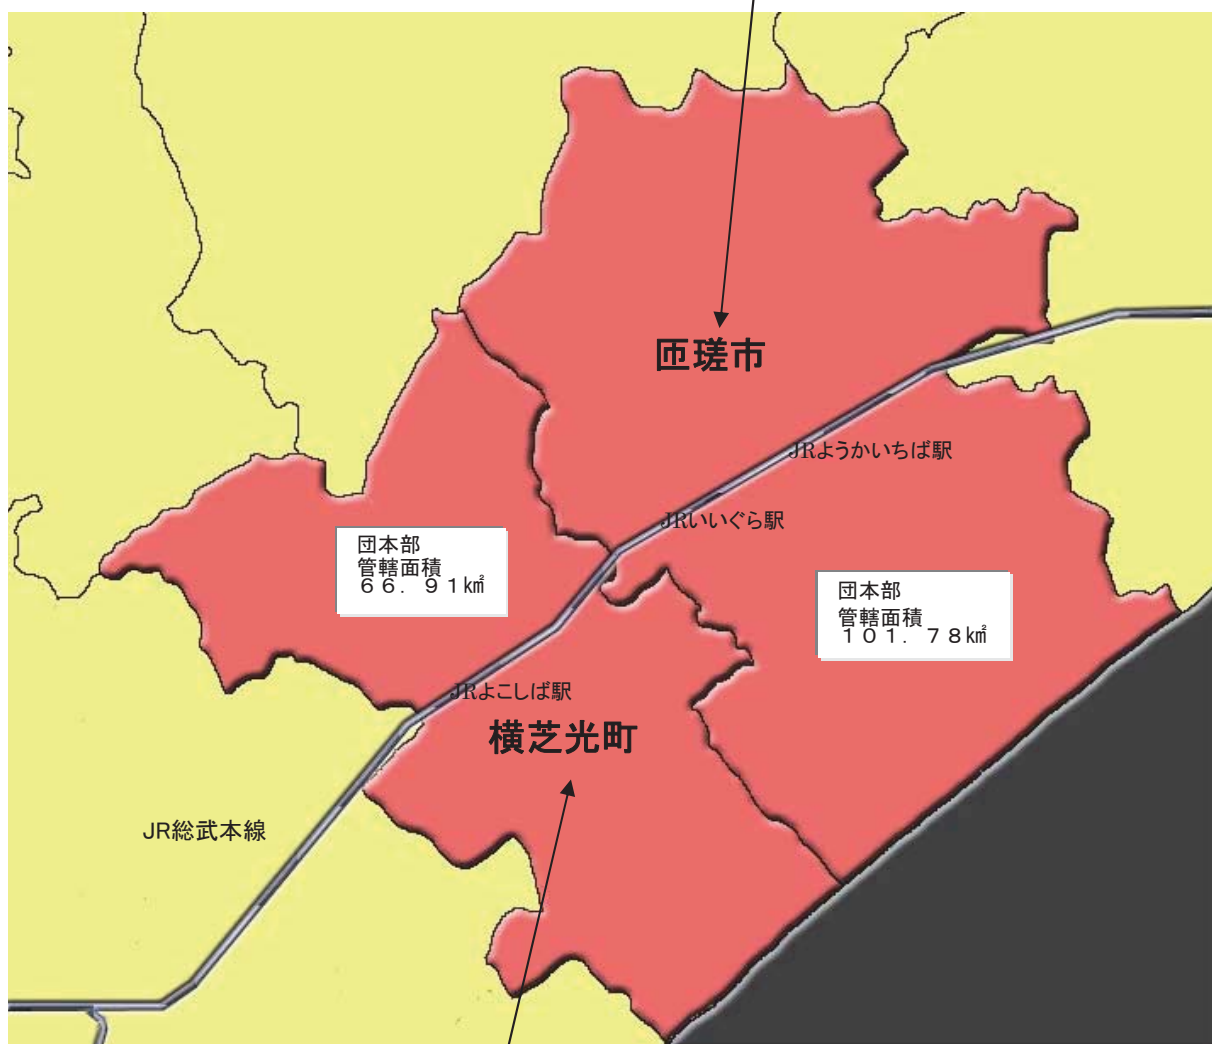 匝瑳市
JRようかいちば駅
JRいいぐら駅
団本部
管轄面積
６６．９１㎢
団本部
管轄面積
１０１．７８㎢
JRよこしば駅
横芝光町
JR総武本線